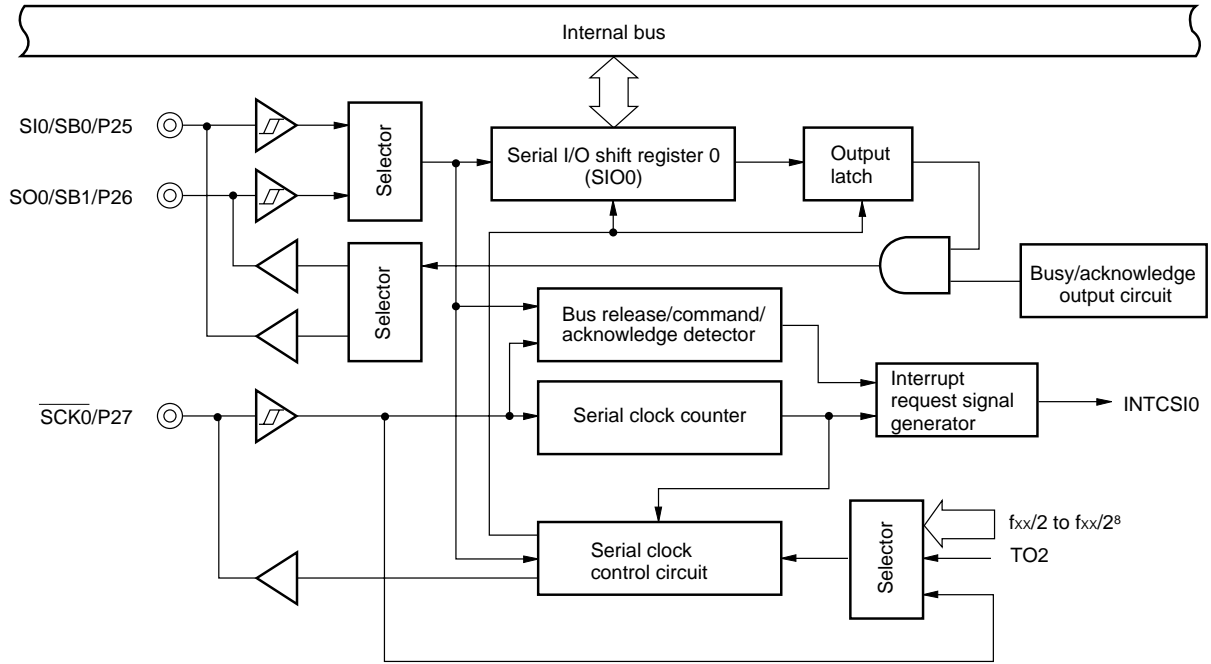 Internal bus
SI0/SB0/P25
Selector
Serial I/O shift register 0
(SIO0)
Output
latch
SO0/SB1/P26
Selector
Busy/acknowledge
output circuit
Bus release/command/
acknowledge detector
Interrupt
request signal
generator
INTCSI0
S̅C̅K̅0̅/P27
Serial clock counter
Serial clock
control circuit
Selector
fxx/2 to fxx/2⁸
TO2